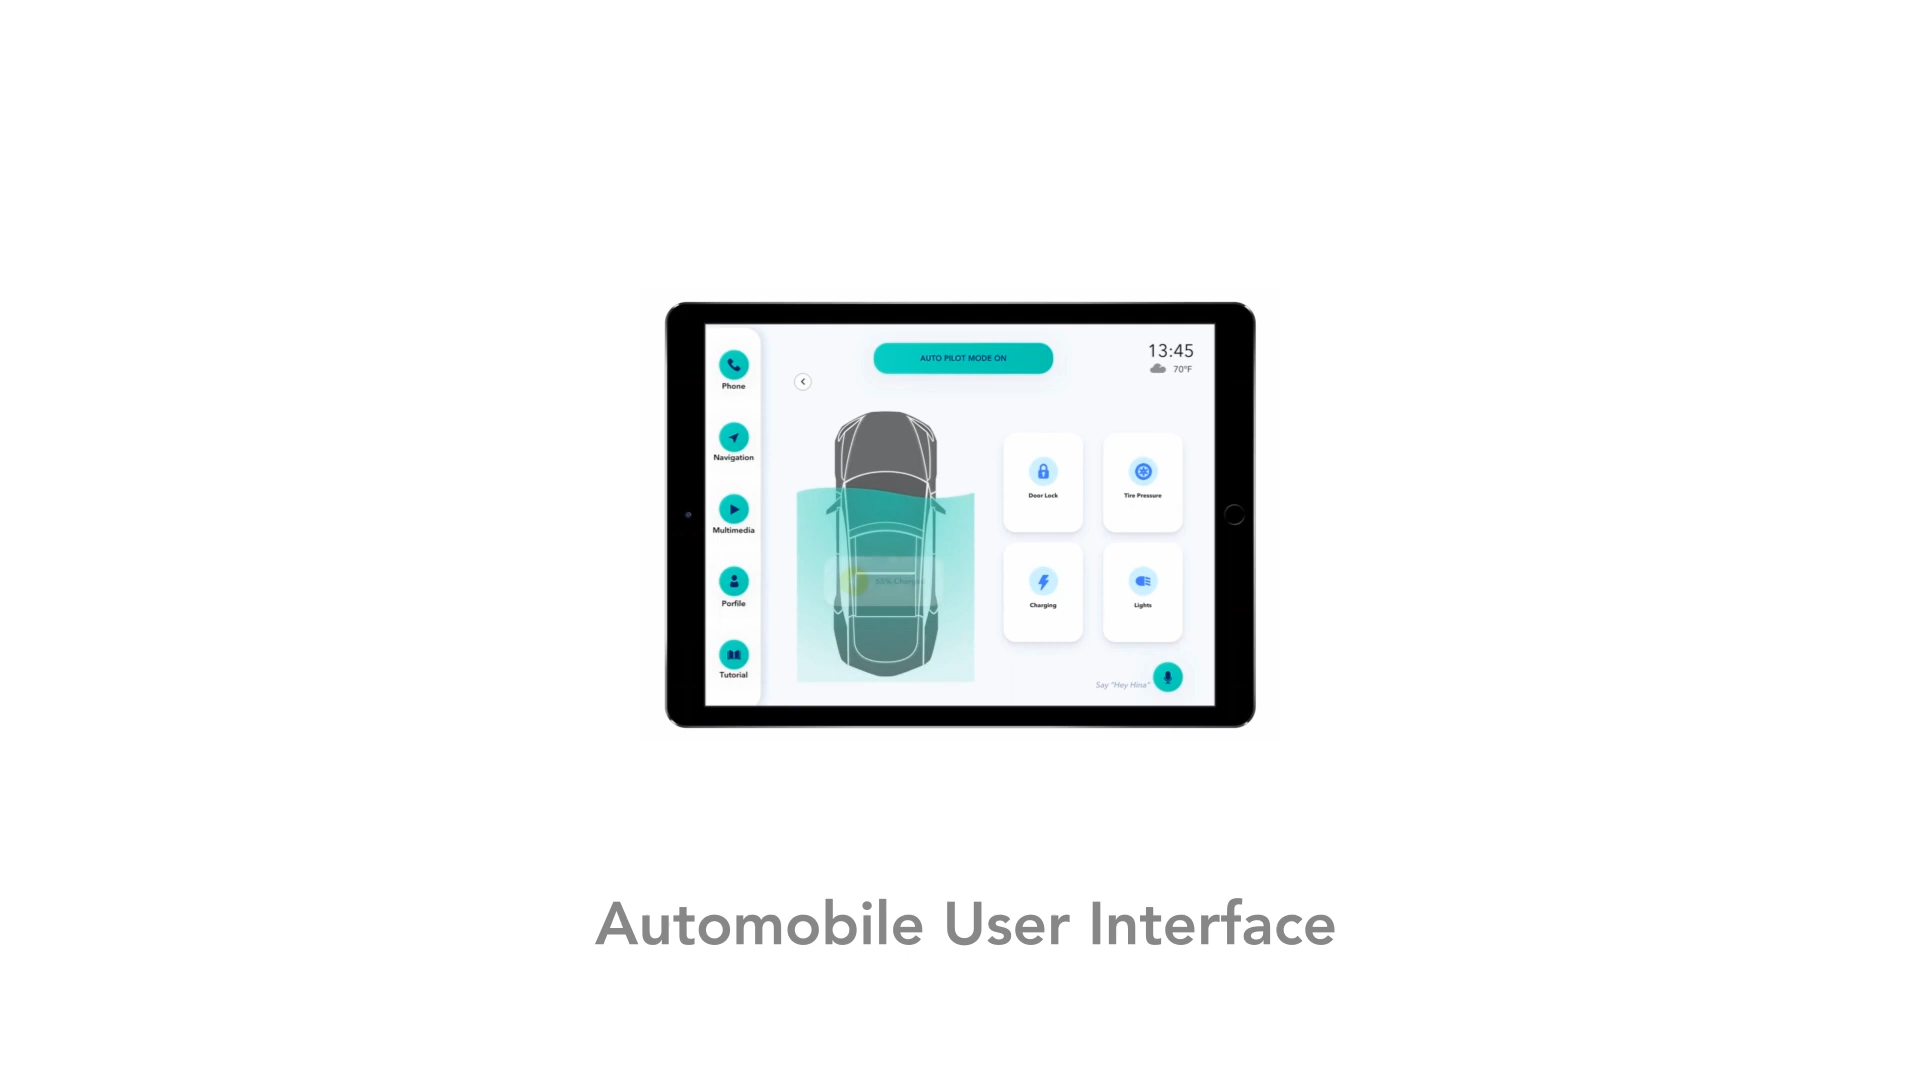 AUTO PILOT MODE ON
13:45
70°F
Phone
Navigation
Multimedia
Porfile
Tutorial
Door Lock
Tire Pressure
Charging
Lights
Say "Hey Hina"
Automobile User Interface